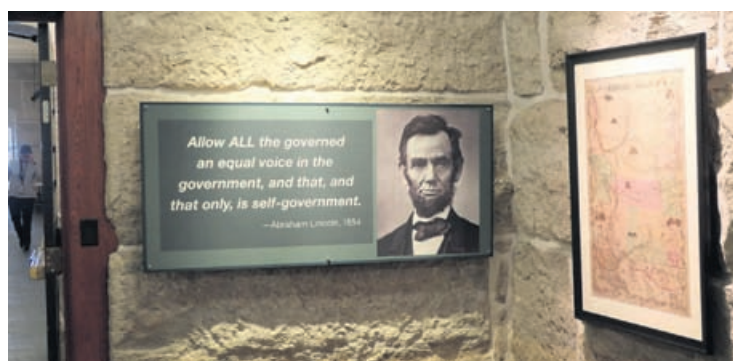 Allow ALL the governed
an equal voice in the
government, and that, and
that only, is self-government.
—Abraham Lincoln, 1854